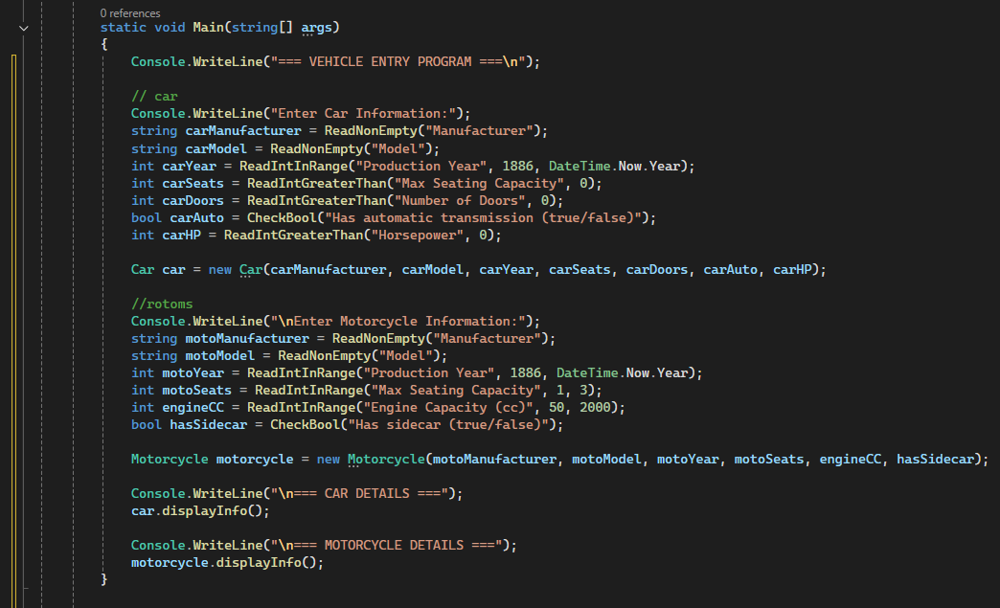 0 references
static void Main(string[] args)
{
Console.WriteLine("=== VEHICLE ENTRY PROGRAM ===\n");
// car
Console.WriteLine("Enter Car Information:");
string carManufacturer = ReadNonEmpty("Manufacturer");
string carModel = ReadNonEmpty("Model");
int carYear = ReadIntInRange("Production Year", 1886, DateTime.Now.Year);
int carSeats = ReadIntGreaterThan("Max Seating Capacity", 0);
int carDoors = ReadIntGreaterThan("Number of Doors", 0);
bool carAuto = CheckBool("Has automatic transmission (true/false)");
int carHP = ReadIntGreaterThan("Horsepower", 0);
Car car = new Car(carManufacturer, carModel, carYear, carSeats, carDoors, carAuto, carHP);
//rotoms
Console.WriteLine("\nEnter Motorcycle Information:");
string motoManufacturer = ReadNonEmpty("Manufacturer");
string motoModel = ReadNonEmpty("Model");
int motoYear = ReadIntInRange("Production Year", 1886, DateTime.Now.Year);
int motoSeats = ReadIntInRange("Max Seating Capacity", 1, 3);
int engineCC = ReadIntInRange("Engine Capacity (cc)", 50, 2000);
bool hasSidecar = CheckBool("Has sidecar (true/false)");
Motorcycle motorcycle = new Motorcycle(motoManufacturer, motoModel, motoYear, motoSeats, engineCC, hasSidecar);
Console.WriteLine("\n=== CAR DETAILS ===");
car.displayInfo();
Console.WriteLine("\n=== MOTORCYCLE DETAILS ===");
motorcycle.displayInfo();
}